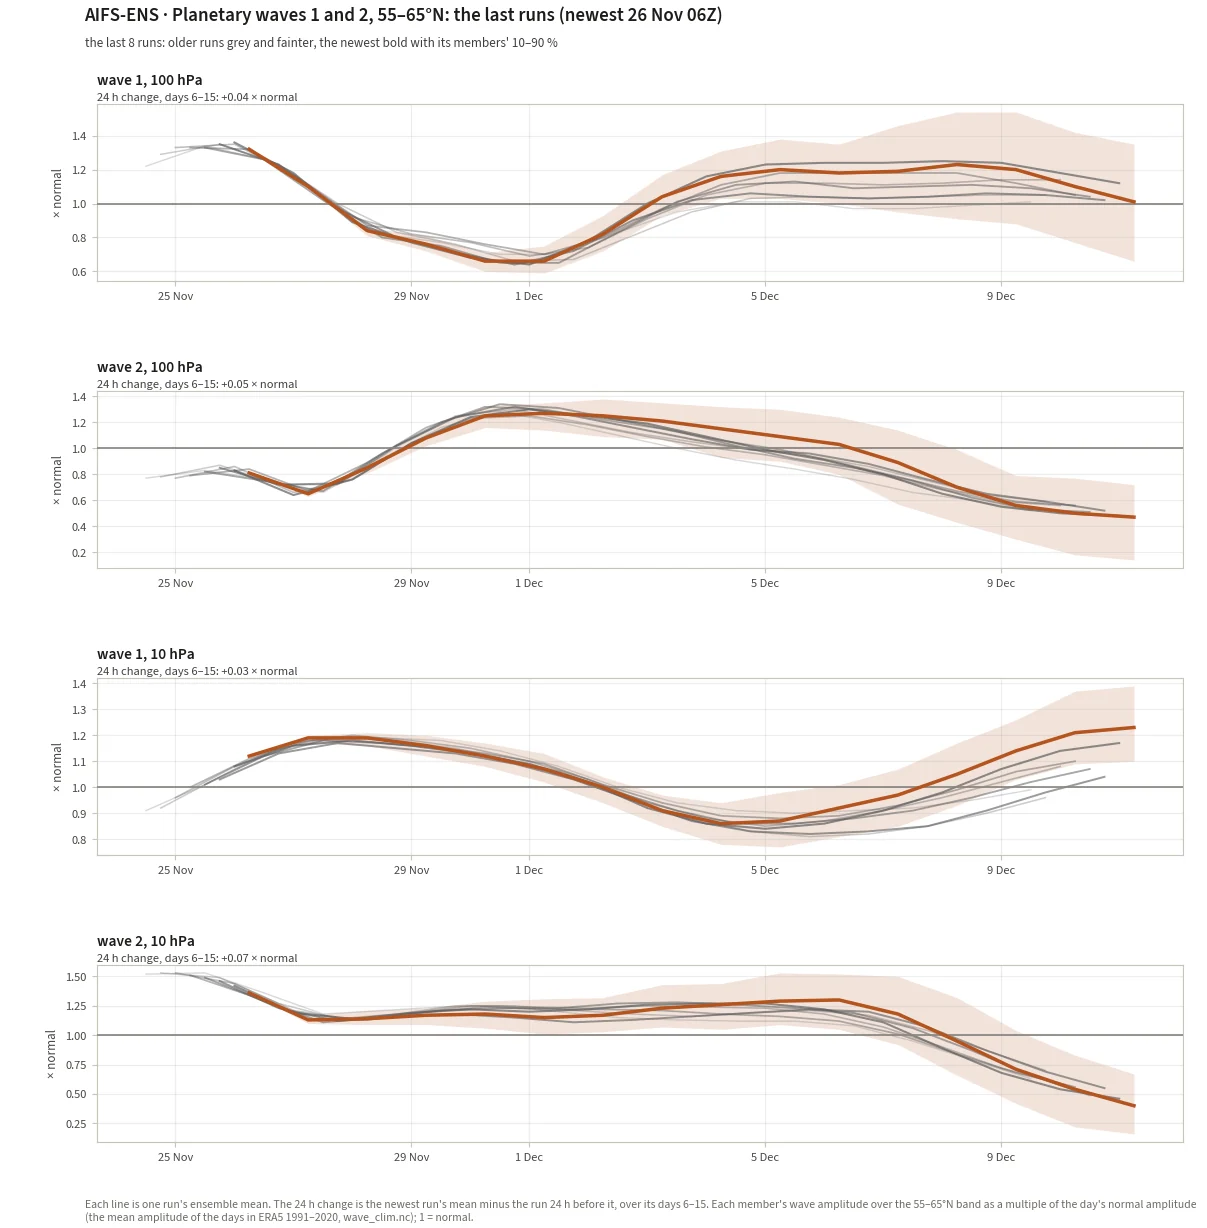 AIFS-ENS · Planetary waves 1 and 2, 55–65°N: the last runs (newest 26 Nov 06Z)
the last 8 runs: older runs grey and fainter, the newest bold with its members' 10–90 %
wave 1, 100 hPa
24 h change, days 6–15: +0.04 × normal
1.4
1.2
1.0
0.8
0.6
× normal
25 Nov
29 Nov
1 Dec
5 Dec
9 Dec
wave 2, 100 hPa
24 h change, days 6–15: +0.05 × normal
1.4
1.2
1.0
0.8
0.6
0.4
0.2
× normal
25 Nov
29 Nov
1 Dec
5 Dec
9 Dec
wave 1, 10 hPa
24 h change, days 6–15: +0.03 × normal
1.4
1.3
1.2
1.1
1.0
0.9
0.8
× normal
25 Nov
29 Nov
1 Dec
5 Dec
9 Dec
wave 2, 10 hPa
24 h change, days 6–15: +0.07 × normal
1.50
1.25
1.00
0.75
0.50
0.25
× normal
25 Nov
29 Nov
1 Dec
5 Dec
9 Dec
Each line is one run's ensemble mean. The 24 h change is the newest run's mean minus the run 24 h before it, over its days 6–15. Each member's wave amplitude over the 55–65°N band as a multiple of the day's normal amplitude
(the mean amplitude of the days in ERA5 1991–2020, wave_clim.nc); 1 = normal.